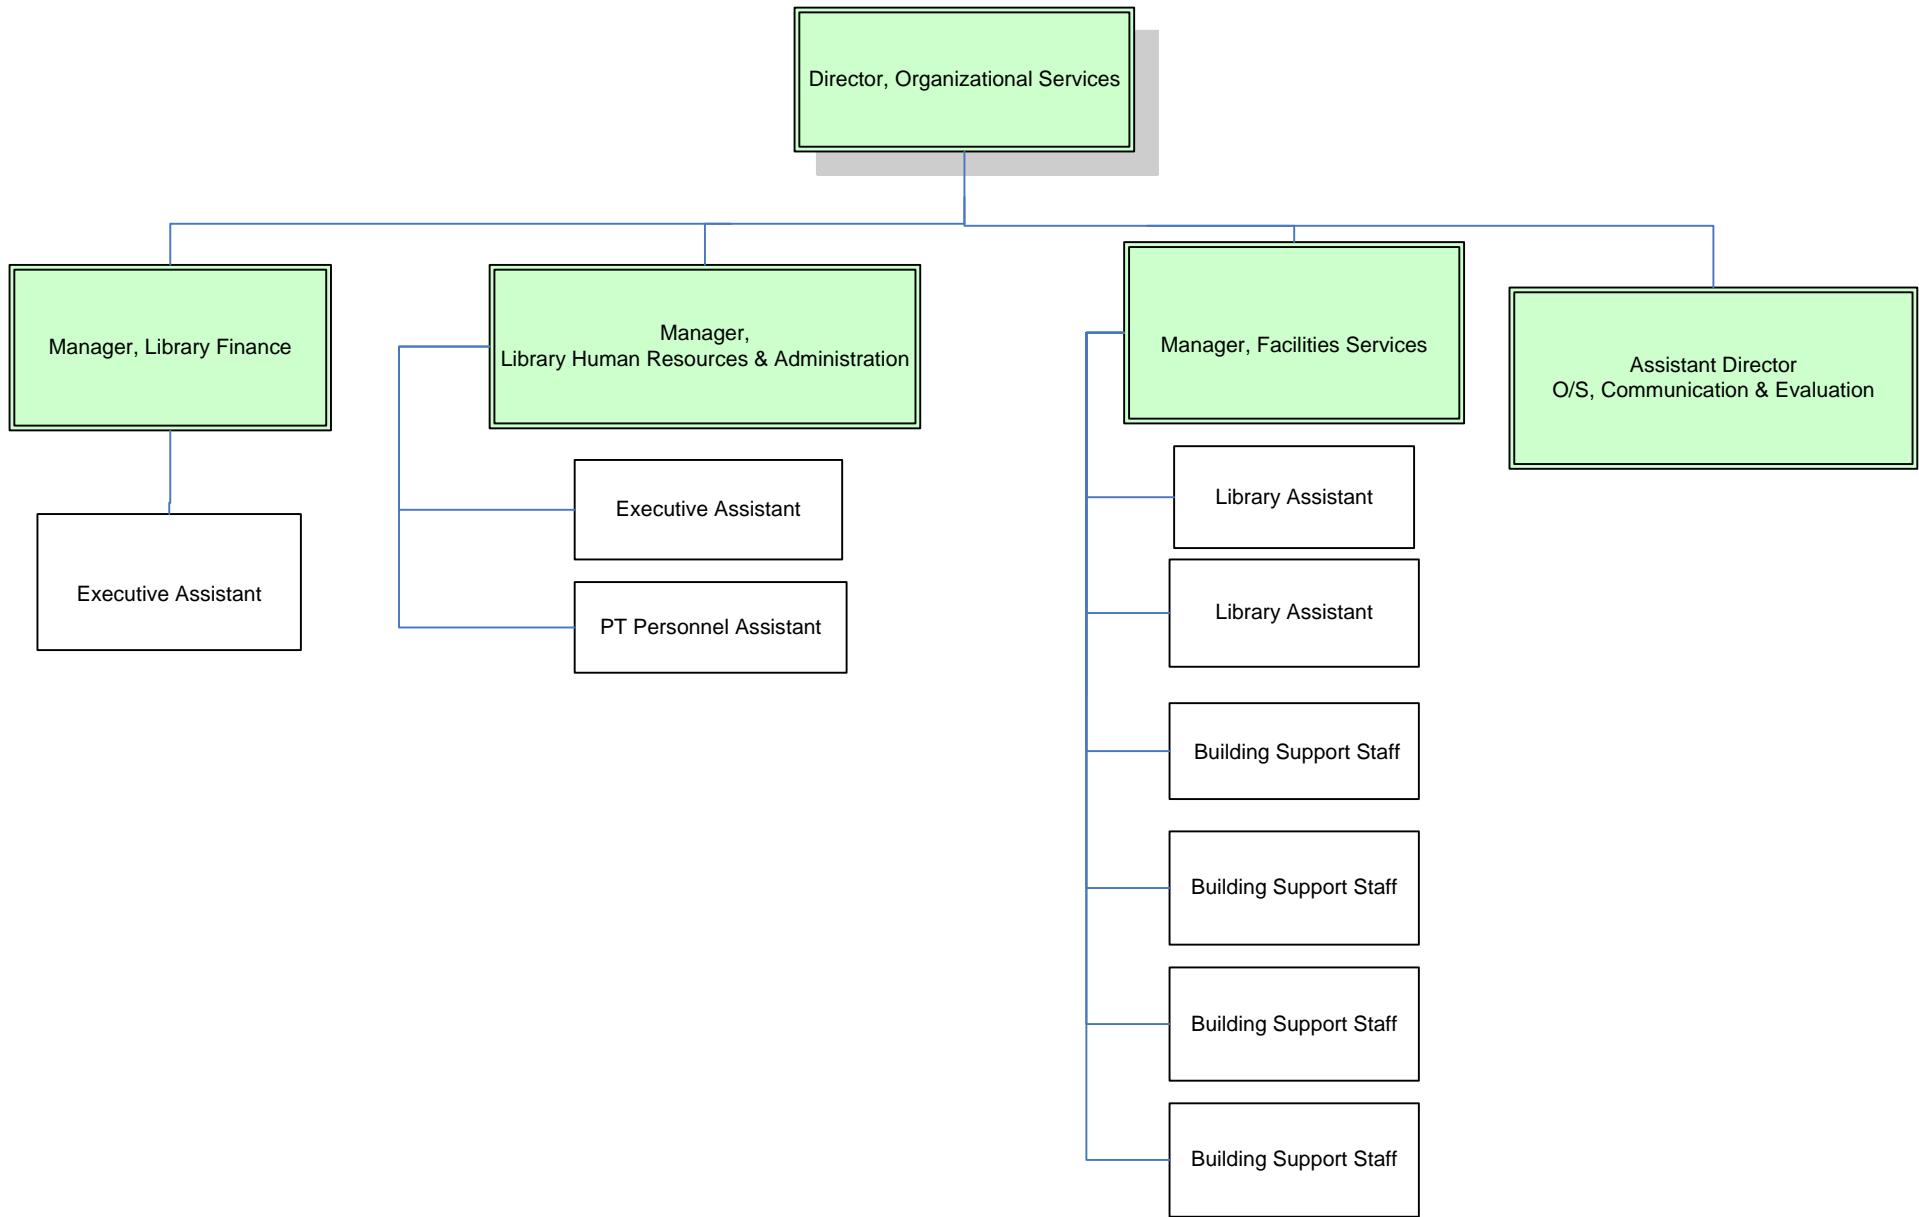 Director, Organizational Services
Manager, Library Finance
Manager,
Library Human Resources & Administration
Manager, Facilities Services
Assistant Director
O/S, Communication & Evaluation
Executive Assistant
Executive Assistant
PT Personnel Assistant
Library Assistant
Library Assistant
Building Support Staff
Building Support Staff
Building Support Staff
Building Support Staff